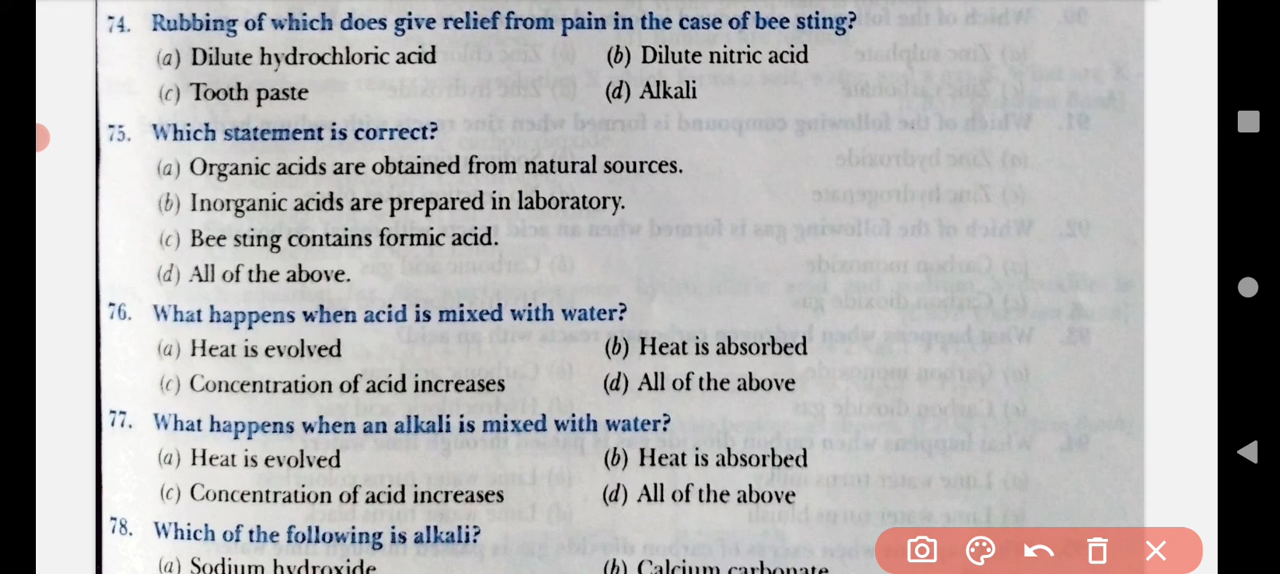 74. Rubbing of which does give relief from pain in the case of bee sting?
(a) Dilute hydrochloric acid (b) Dilute nitric acid
(c) Tooth paste (d) Alkali
75. Which statement is correct?
(a) Organic acids are obtained from natural sources.
(b) Inorganic acids are prepared in laboratory.
(c) Bee sting contains formic acid.
(d) All of the above.
76. What happens when acid is mixed with water?
(a) Heat is evolved (b) Heat is absorbed
(c) Concentration of acid increases (d) All of the above
77. What happens when an alkali is mixed with water?
(a) Heat is evolved (b) Heat is absorbed
(c) Concentration of acid increases (d) All of the above
78. Which of the following is alkali?
(a) Sodium hydroxide (b) Calcium carbonate